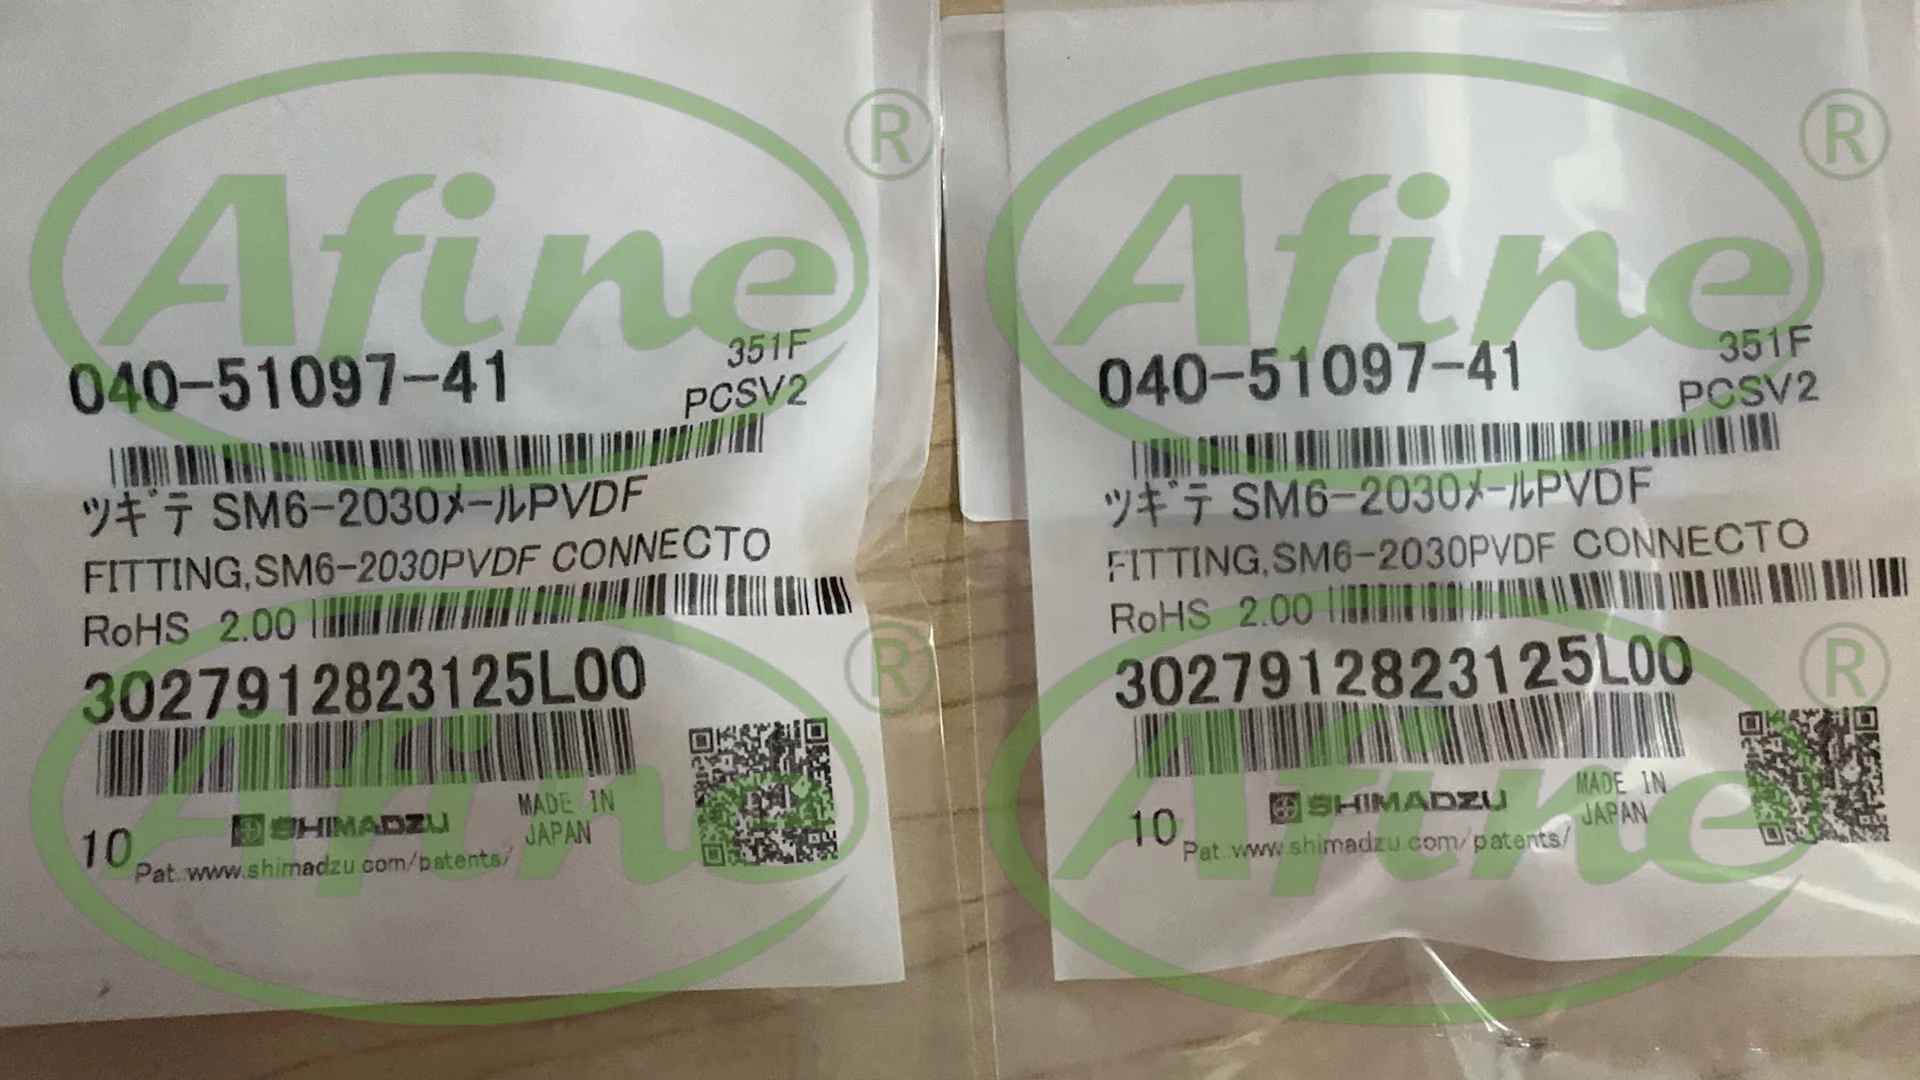 Afine®
040-51097-41
351F
PCSV2
ツギテ SM6-2030メールPVDF
FITTING,SM6-2030PVDF CONNECTO
RoHS 2.00
3027912823125L00
10
SHIMADZU
MADE IN
JAPAN
Pat.:www.shimadzu.com/patents/
Afine®
Afine®
040-51097-41
351F
PCSV2
ツギテ SM6-2030メールPVDF
FITTING,SM6-2030PVDF CONNECTO
RoHS 2.00
3027912823125L00
10
SHIMADZU
MADE IN
JAPAN
Pat.:www.shimadzu.com/patents/
Afine®